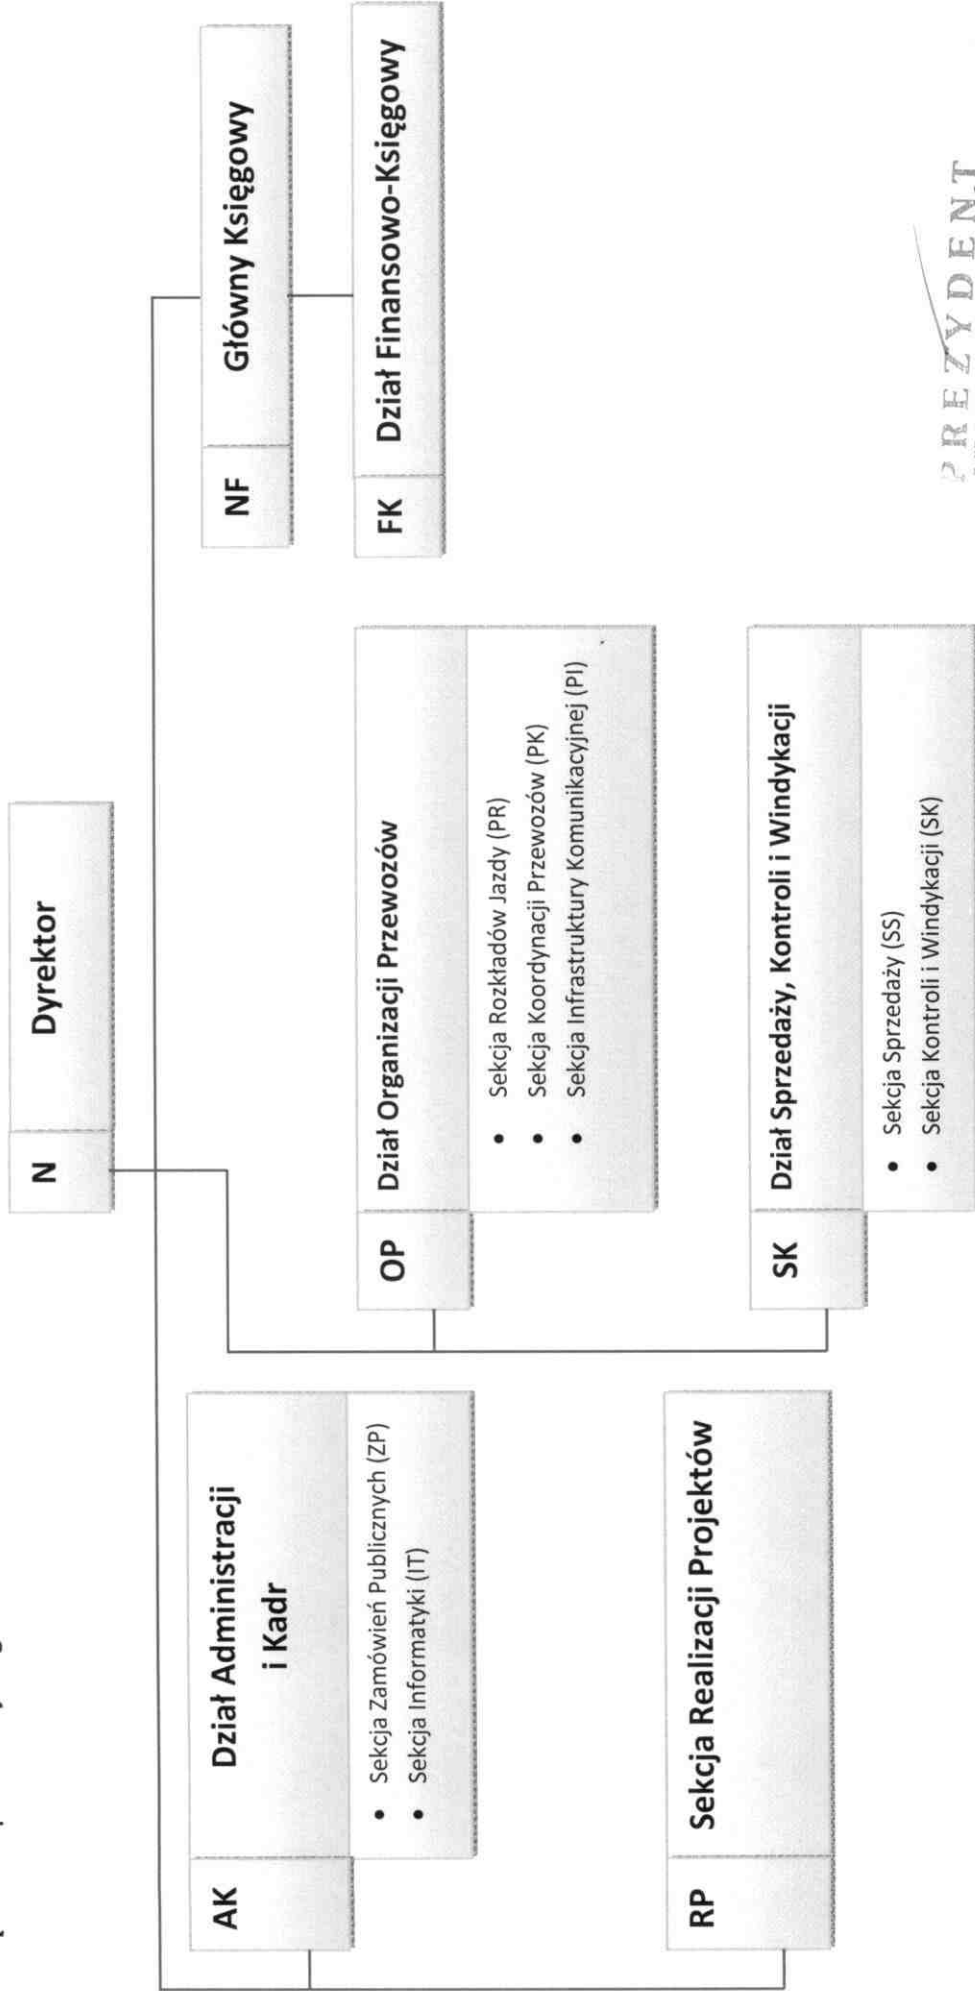 N Dyrektor
NF Główny Księgowy
FK Dział Finansowo-Księgowy
AK Dział Administracji
i Kadr
• Sekcja Zamówień Publicznych (ZP)
• Sekcja Informatyki (IT)
RP Sekcja Realizacji Projektów
OP Dział Organizacji Przewozów
• Sekcja Rozkładów Jazdy (PR)
• Sekcja Koordynacji Przewozów (PK)
• Sekcja Infrastruktury Komunikacyjnej (PI)
SK Dział Sprzedaży, Kontroli i Windykacji
• Sekcja Sprzedaży (SS)
• Sekcja Kontroli i Windykacji (SK)
PREZYDENT